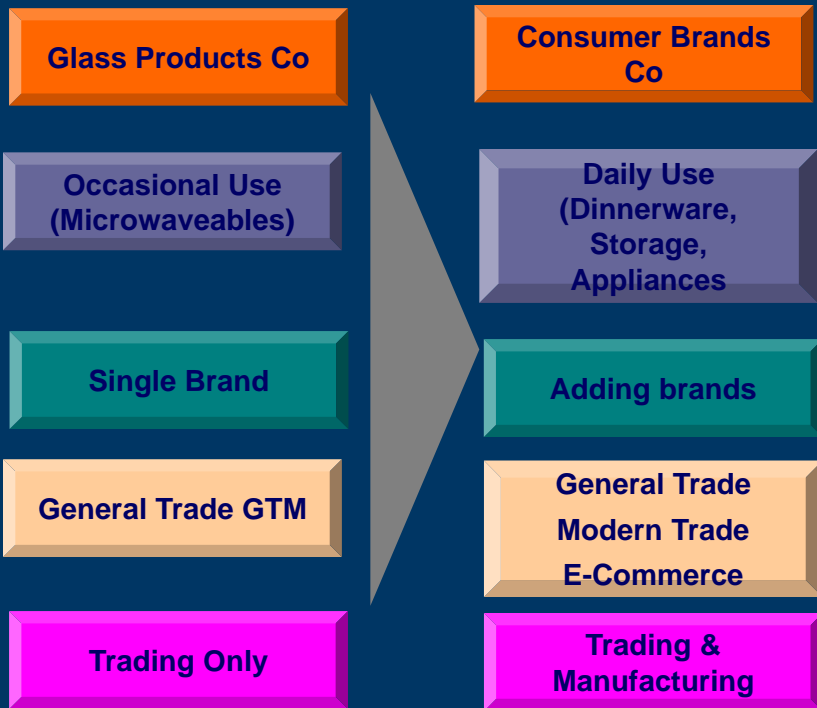 Glass Products Co
Consumer Brands
Co
Occasional Use
(Microwaveables)
Daily Use
(Dinnerware,
Storage,
Appliances
Single Brand
Adding brands
General Trade GTM
General Trade
Modern Trade
E-Commerce
Trading Only
Trading &
Manufacturing